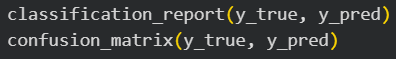 classification_report(y_true, y_pred)
confusion_matrix(y_true, y_pred)